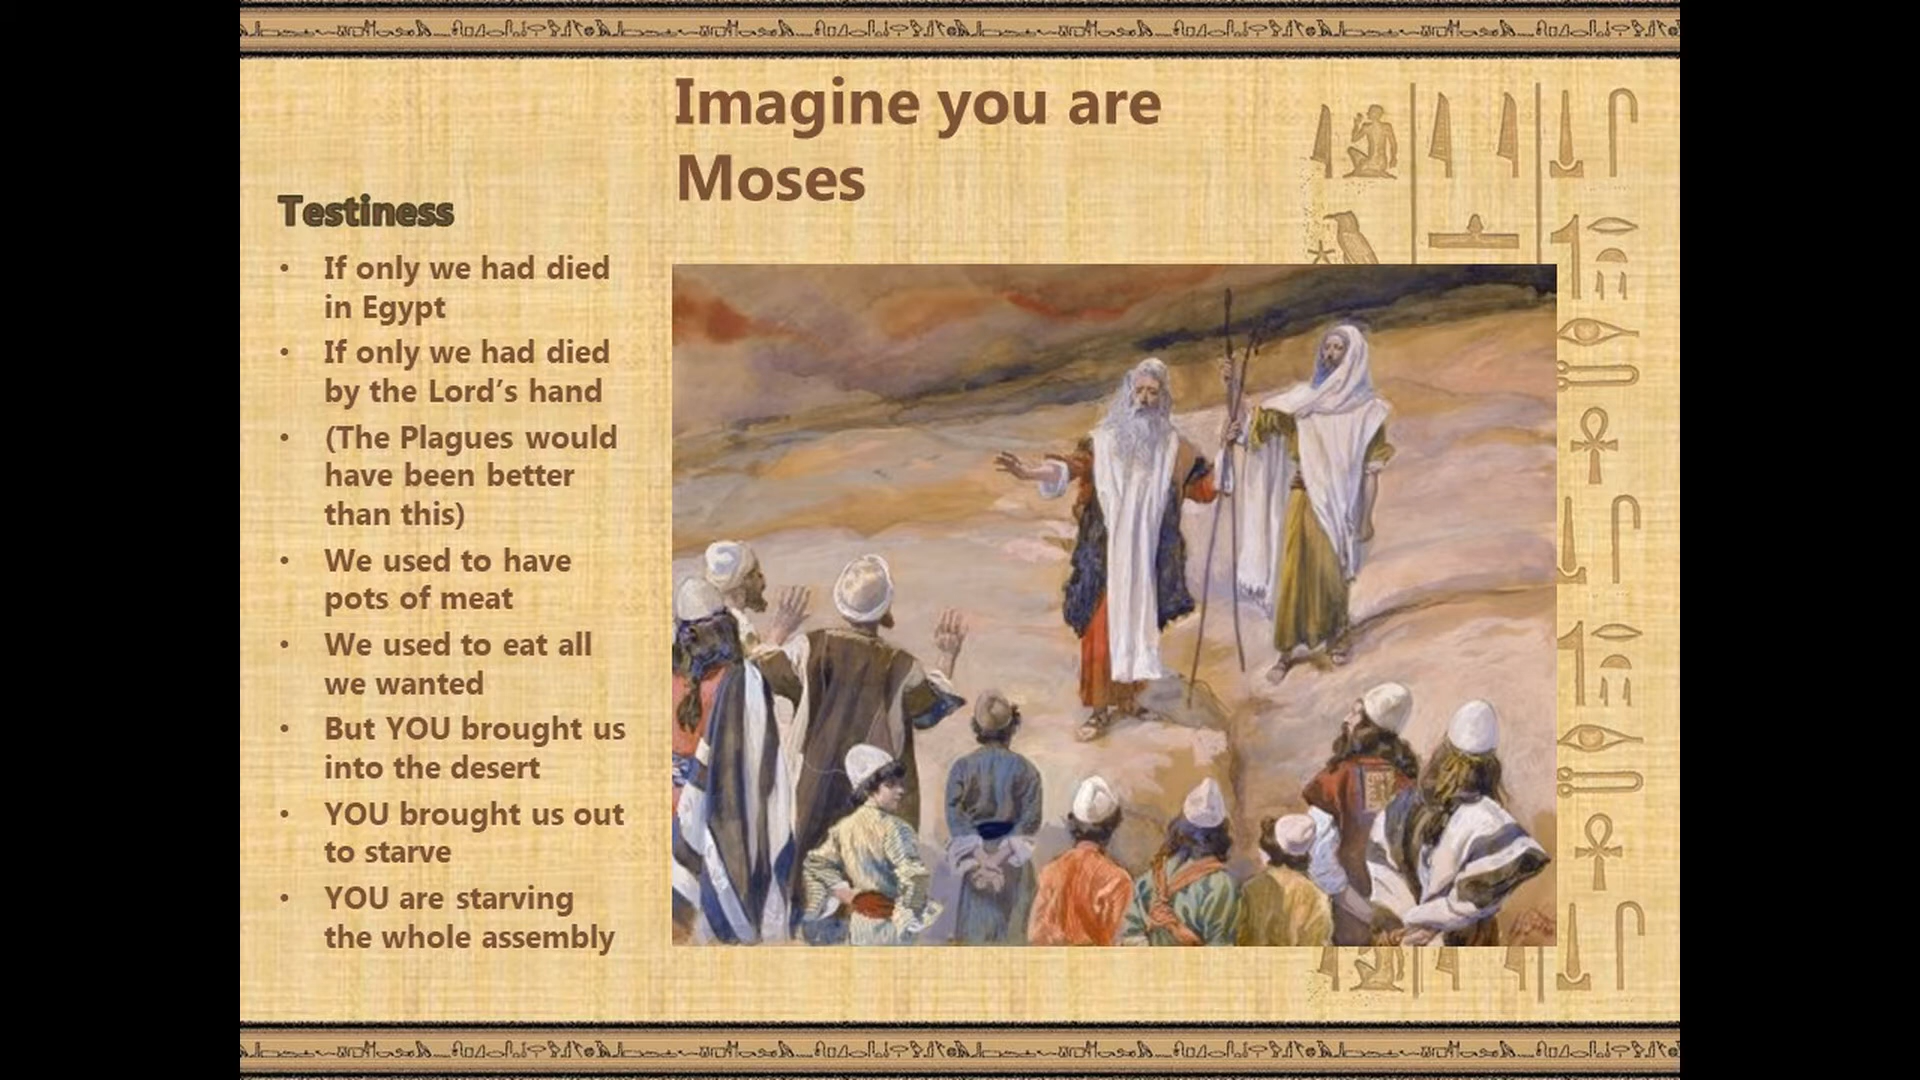 Imagine you are
Moses
Testiness
• If only we had died
in Egypt
• If only we had died
by the Lord’s hand
• (The Plagues would
have been better
than this)
• We used to have
pots of meat
• We used to eat all
we wanted
• But YOU brought us
into the desert
• YOU brought us out
to starve
• YOU are starving
the whole assembly